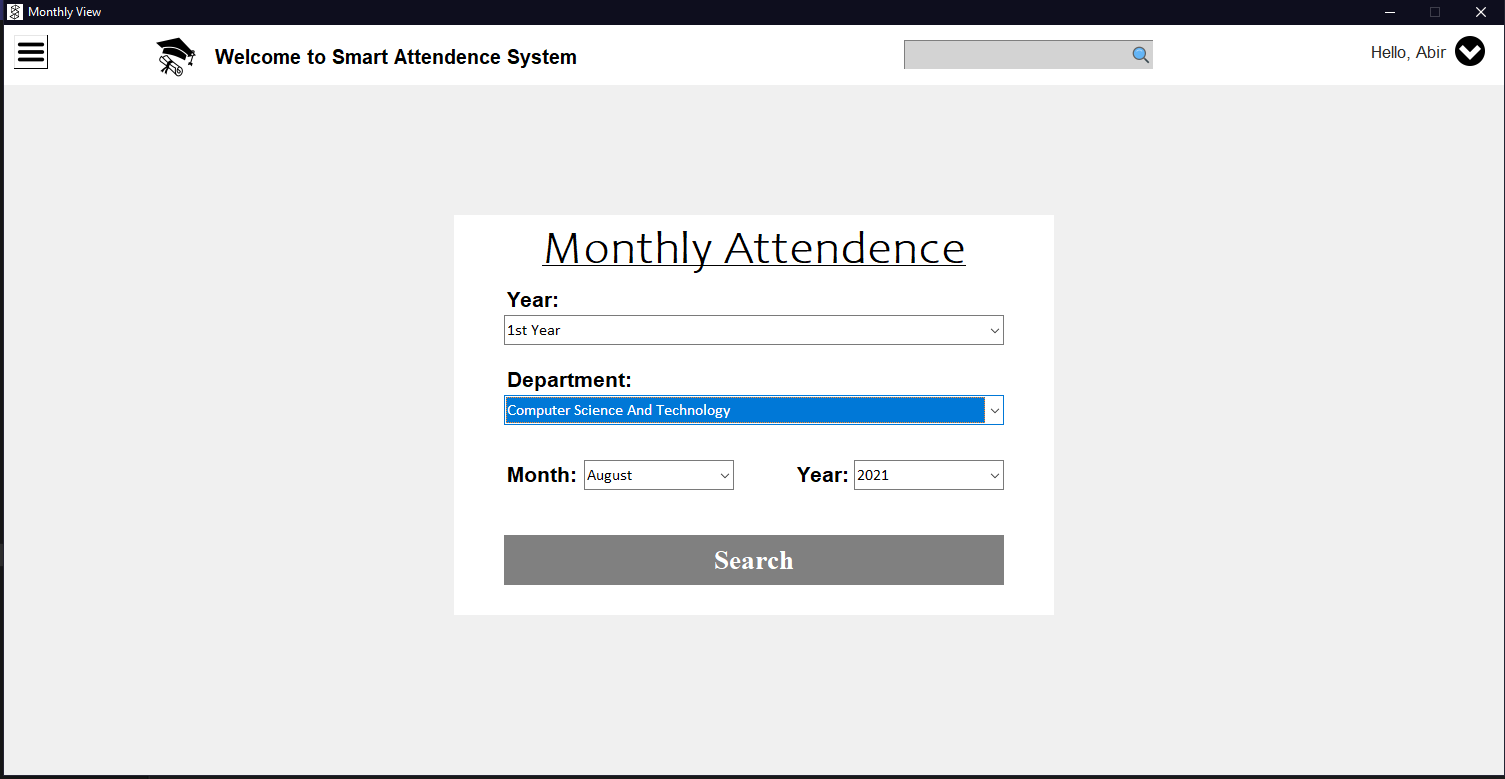 Monthly View
Welcome to Smart Attendence System
Hello, Abir
Monthly Attendence
Year:
1st Year
Department:
Computer Science And Technology
Month: August Year: 2021
Search